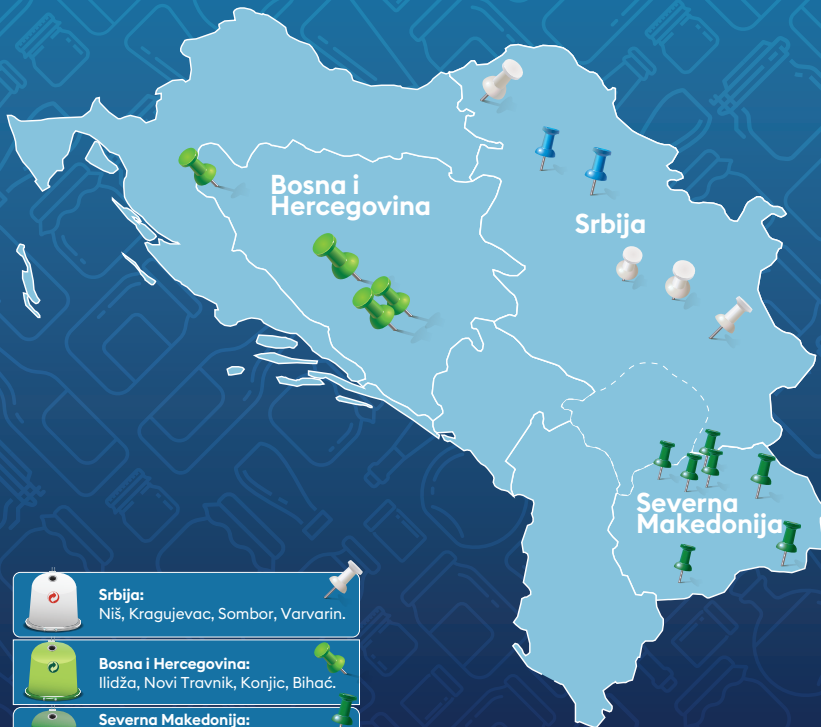 Bosna i
Hercegovina
Srbija
Severna
Makedonija
Srbija:
Niš, Kragujevac, Sombor, Varvarin.
Bosna i Hercegovina:
Ilidža, Novi Travnik, Konjic, Bihać.
Severna Makedonija: